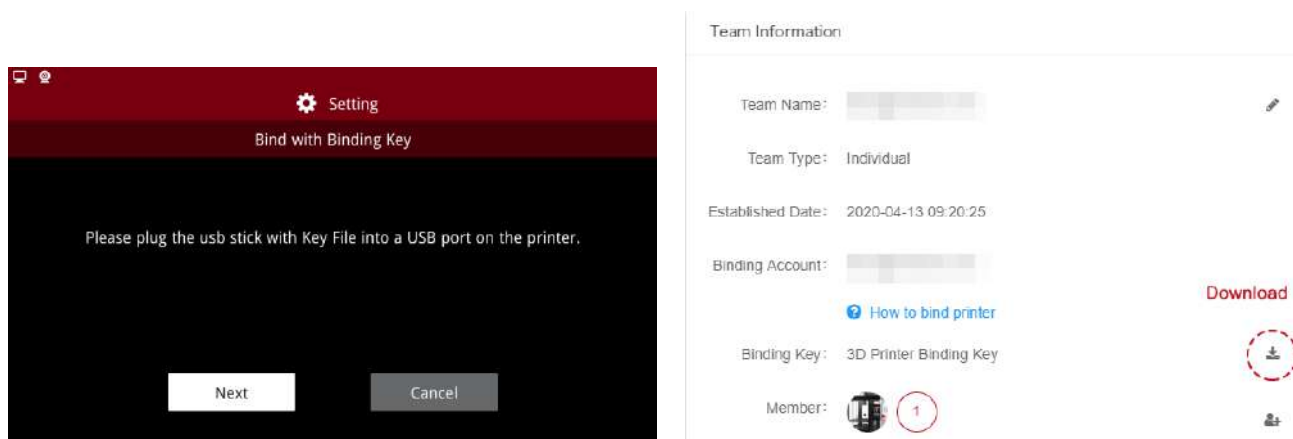 Setting
Bind with Binding Key
Please plug the usb stick with Key File into a USB port on the printer.
Next Cancel
Team Information
Team Name:
Team Type: Individual
Established Date: 2020-04-13 09:20:25
Binding Account:
Download
How to bind printer
Binding Key: 3D Printer Binding Key
Member: 1